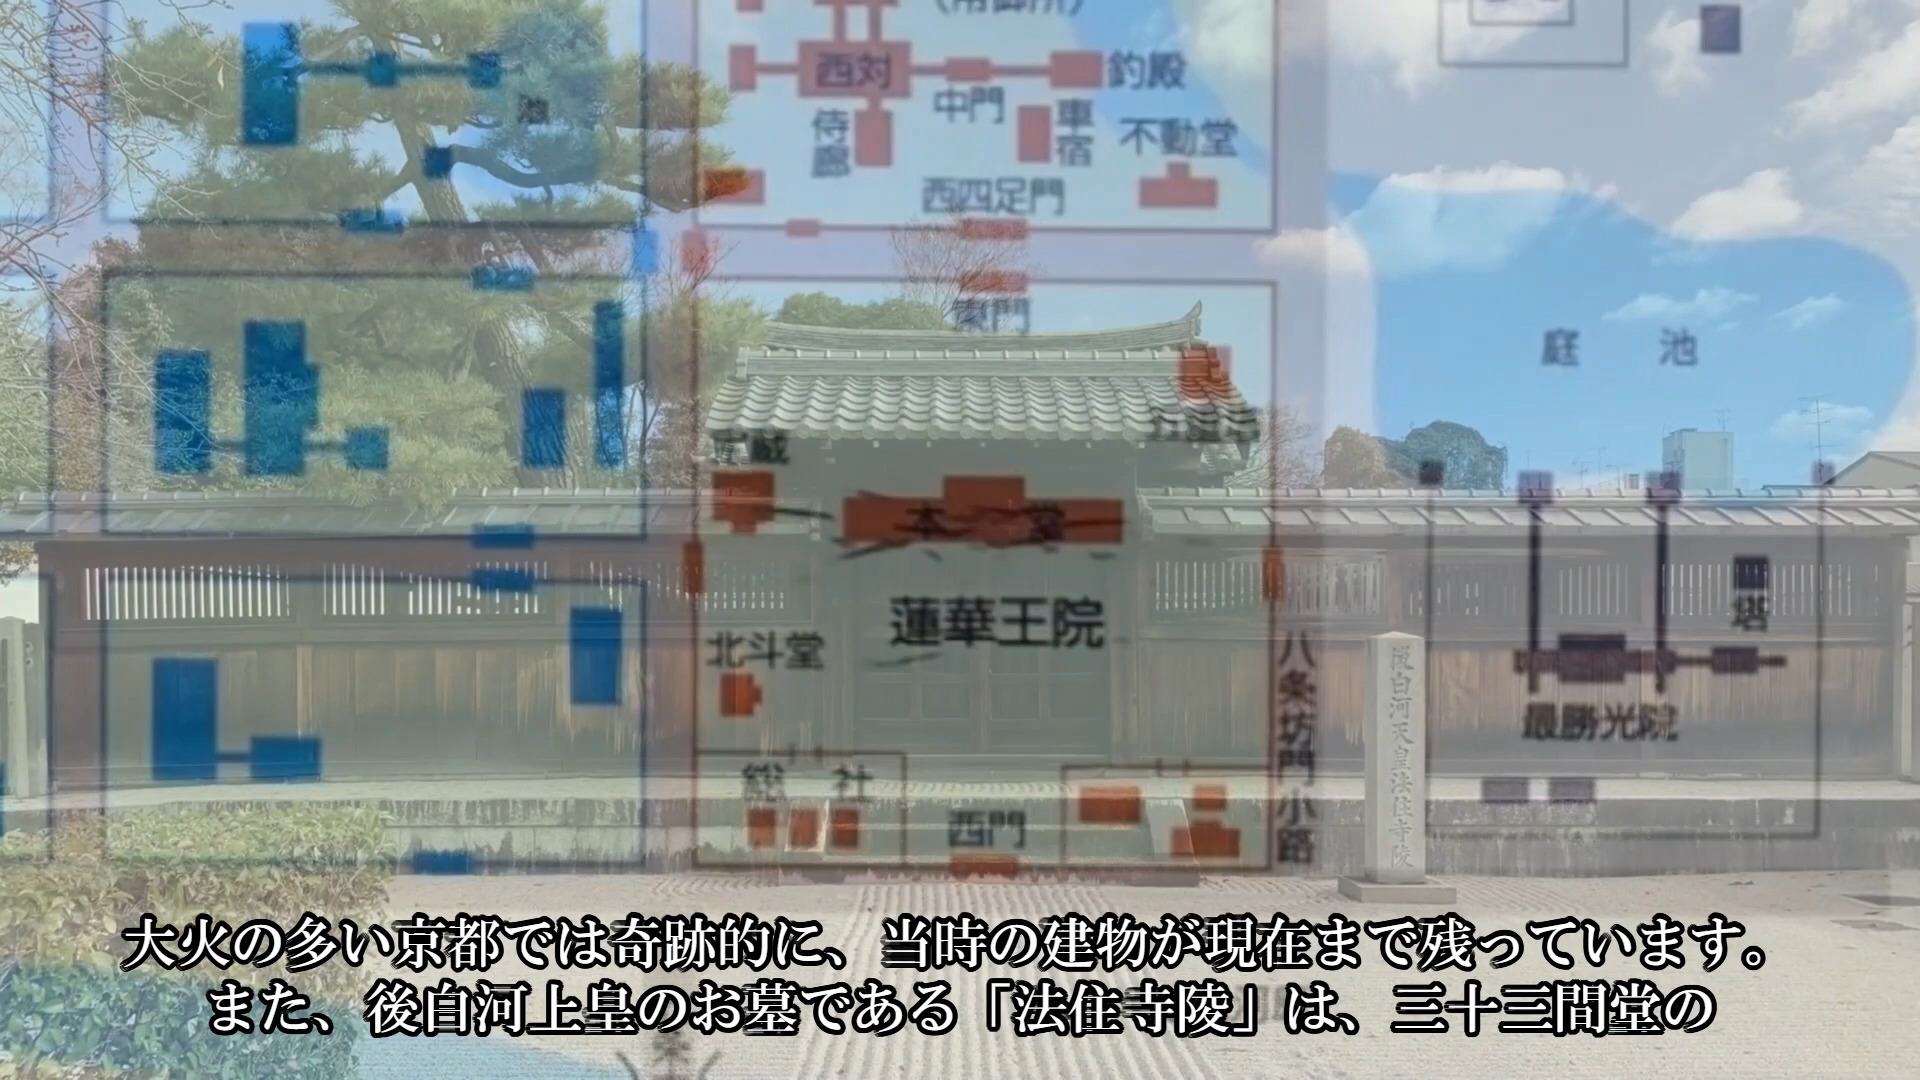 (常御所)
西対
釣殿
中門
侍廊
車宿
不動堂
西四足門
池
東門
庭 池
本堂
蓮華王院
塔
北斗堂
八条坊門小路
最勝光院
総社
西門
後白河天皇法住寺陵
大火の多い京都では奇跡的に、当時の建物が現在まで残っています。
また、後白河上皇のお墓である「法住寺陵」は、三十三間堂の